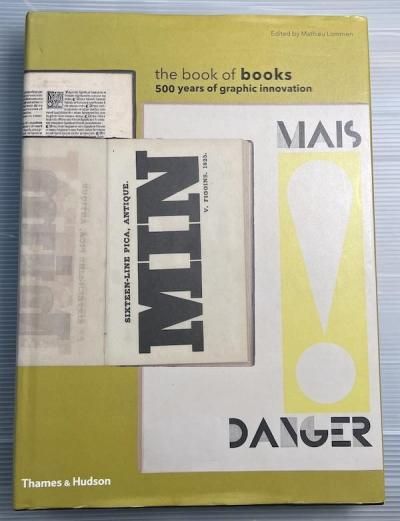 Edited by Mathieu Lommen
the book of books
500 years of graphic innovation
MAIS
!
DANGER
SIXTEEN-LINE PICA, ANTIQUE.
MIN
V. FIGGINS. 1823.
Thames & Hudson